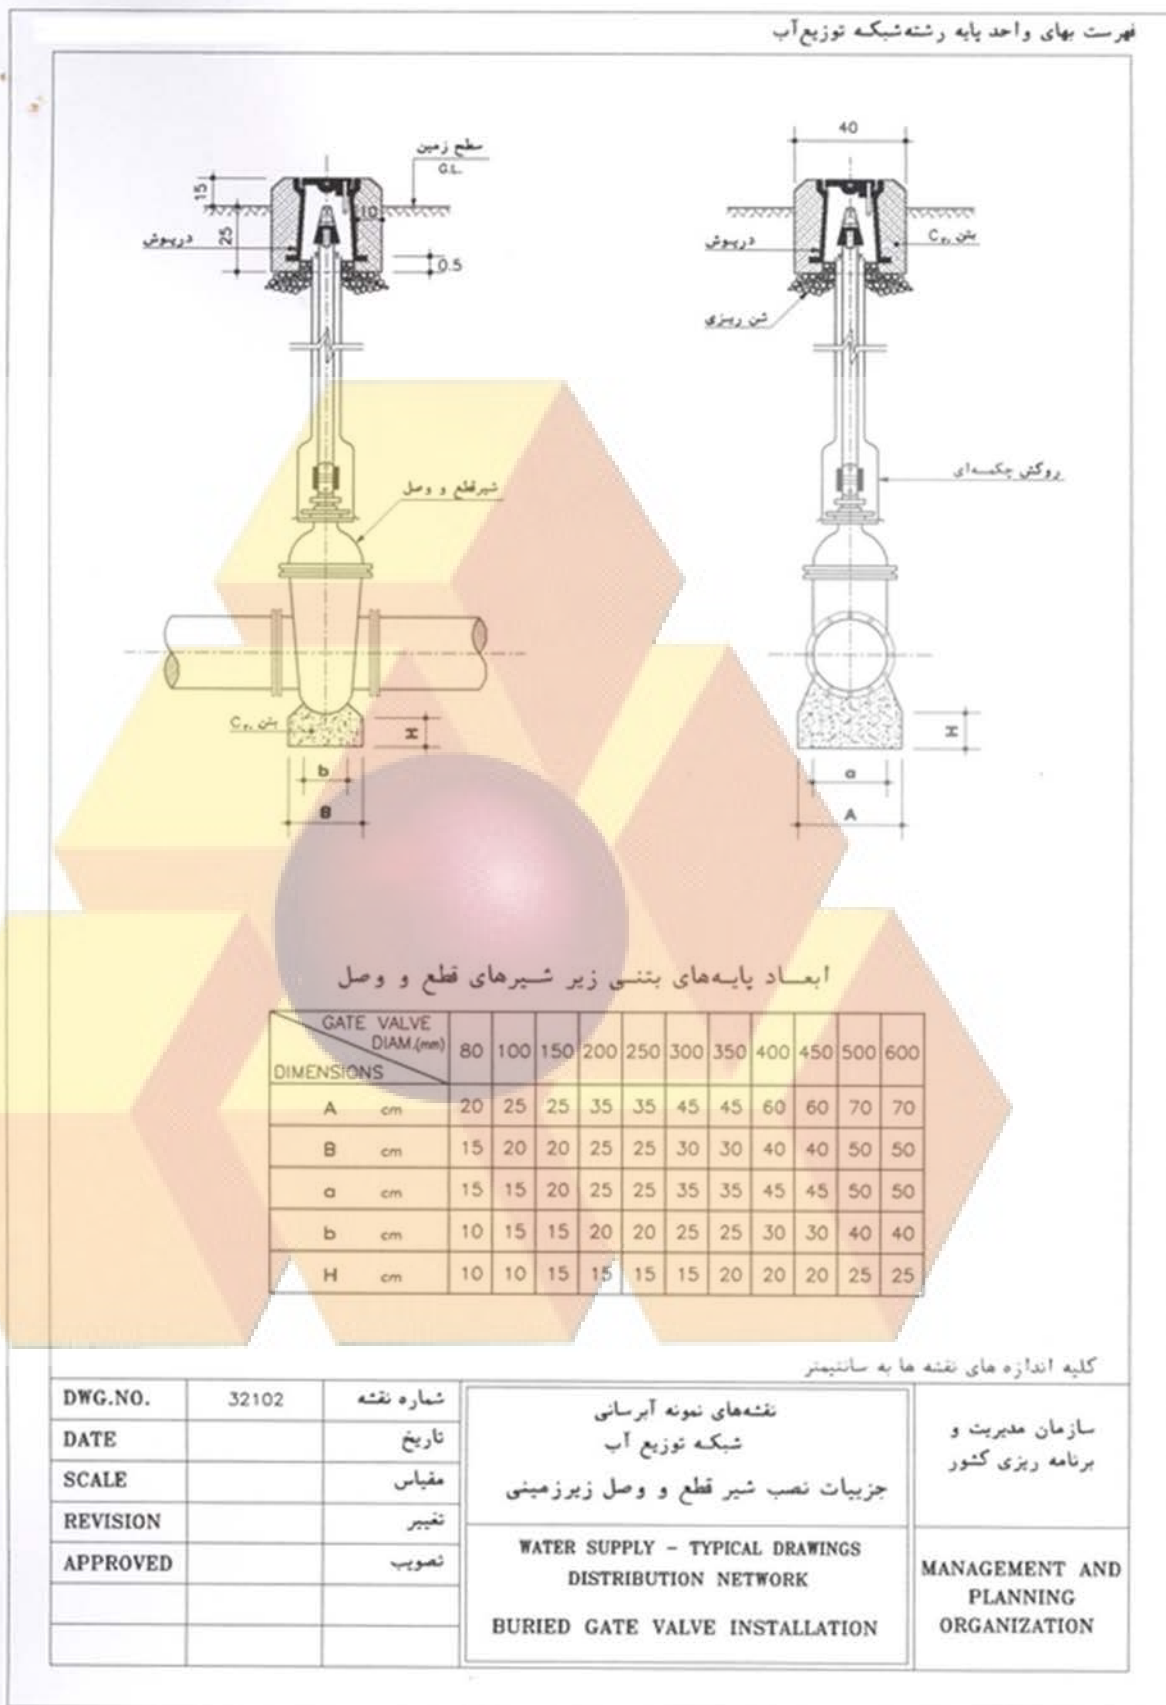 فهرست بهای واحد پایه رشته شبکه توزیع آب
40
سطح زمین
G.L.
15
25
10
0.5
درپوش
درپوش
بتن C۲۰
شن ریزی
روکش چکمه‌ای
شیرقطع و وصل
بتن C۲۰
H
b
B
H
a
A
ابعاد پایه‌های بتنی زیر شیرهای قطع و وصل
GATE VALVE DIAM.(mm) 80 100 150 200 250 300 350 400 450 500 600
DIMENSIONS
A cm 20 25 25 35 35 45 45 60 60 70 70
B cm 15 20 20 25 25 30 30 40 40 50 50
a cm 15 15 20 25 25 35 35 45 45 50 50
b cm 10 15 15 20 20 25 25 30 30 40 40
H cm 10 10 15 15 15 15 20 20 20 25 25
کلیه اندازه های نقشه ها به سانتیمتر
DWG.NO. 32102 شماره نقشه
DATE تاریخ
SCALE مقیاس
REVISION تغییر
APPROVED تصویب
نقشه‌های نمونه آبرسانی
شبکه توزیع آب
جزییات نصب شیر قطع و وصل زیرزمینی
WATER SUPPLY – TYPICAL DRAWINGS
DISTRIBUTION NETWORK
BURIED GATE VALVE INSTALLATION
سازمان مدیریت و
برنامه ریزی کشور
MANAGEMENT AND
PLANNING
ORGANIZATION